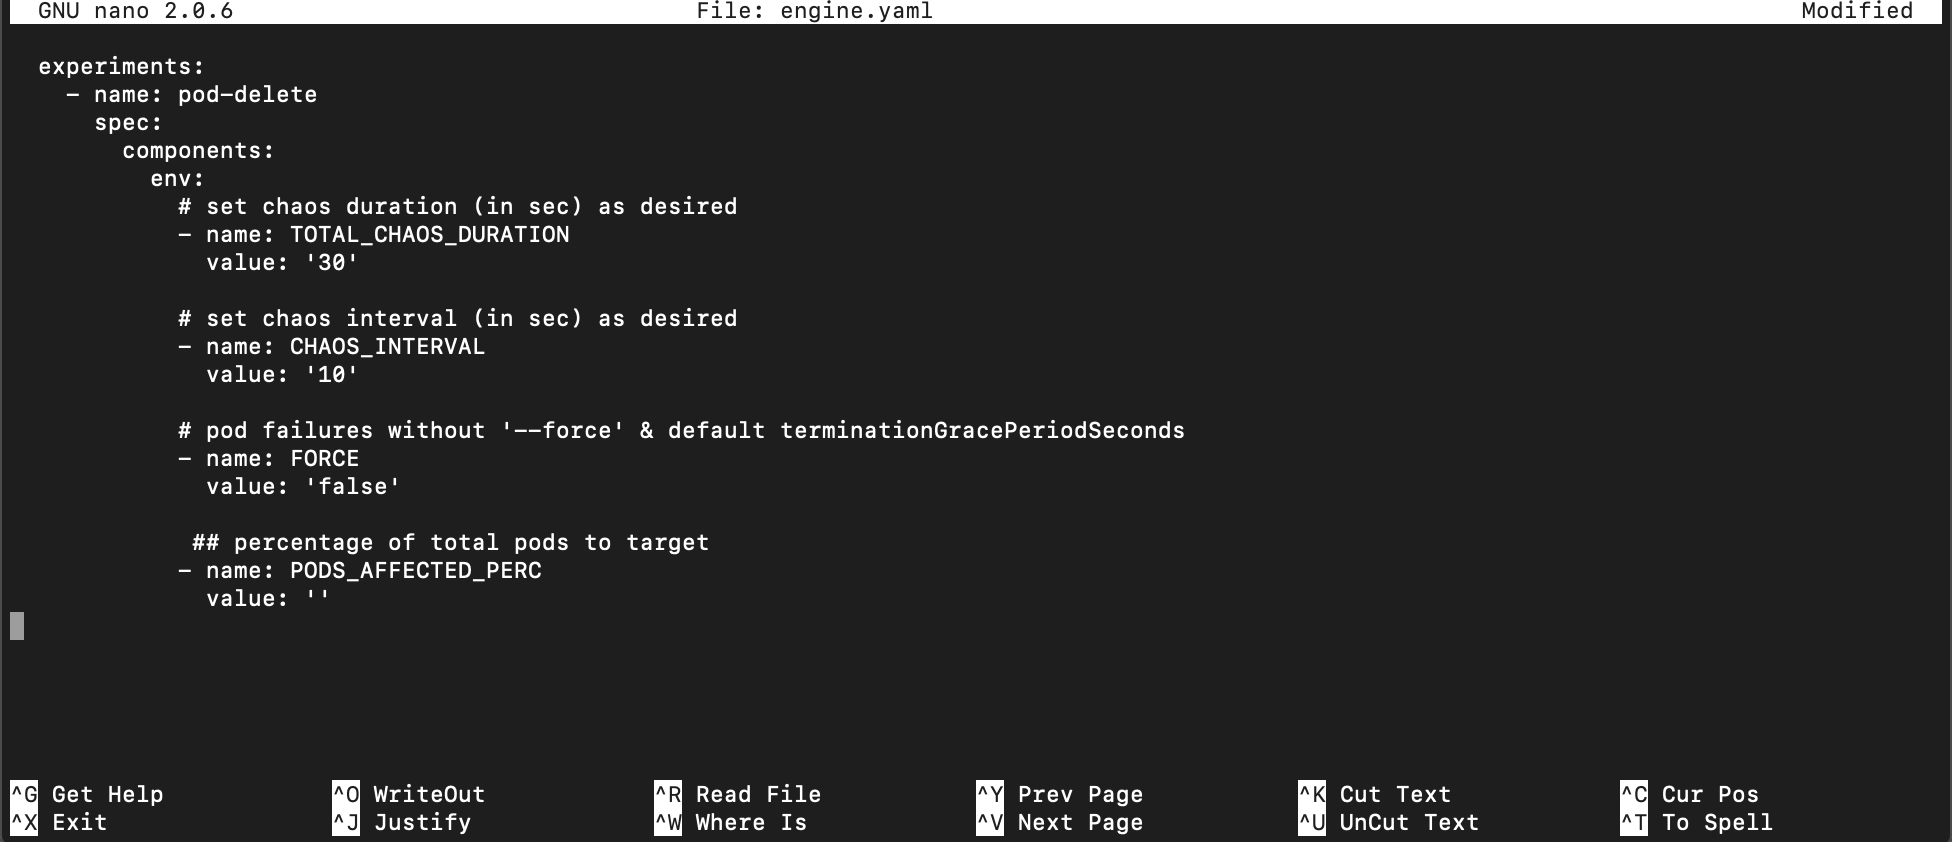 GNU nano 2.0.6 File: engine.yaml Modified
experiments:
- name: pod-delete
spec:
components:
env:
# set chaos duration (in sec) as desired
- name: TOTAL_CHAOS_DURATION
value: '30'
# set chaos interval (in sec) as desired
- name: CHAOS_INTERVAL
value: '10'
# pod failures without '--force' & default terminationGracePeriodSeconds
- name: FORCE
value: 'false'
## percentage of total pods to target
- name: PODS_AFFECTED_PERC
value: ''
^G Get Help ^O WriteOut ^R Read File ^Y Prev Page ^K Cut Text ^C Cur Pos
^X Exit ^J Justify ^W Where Is ^V Next Page ^U UnCut Text ^T To Spell